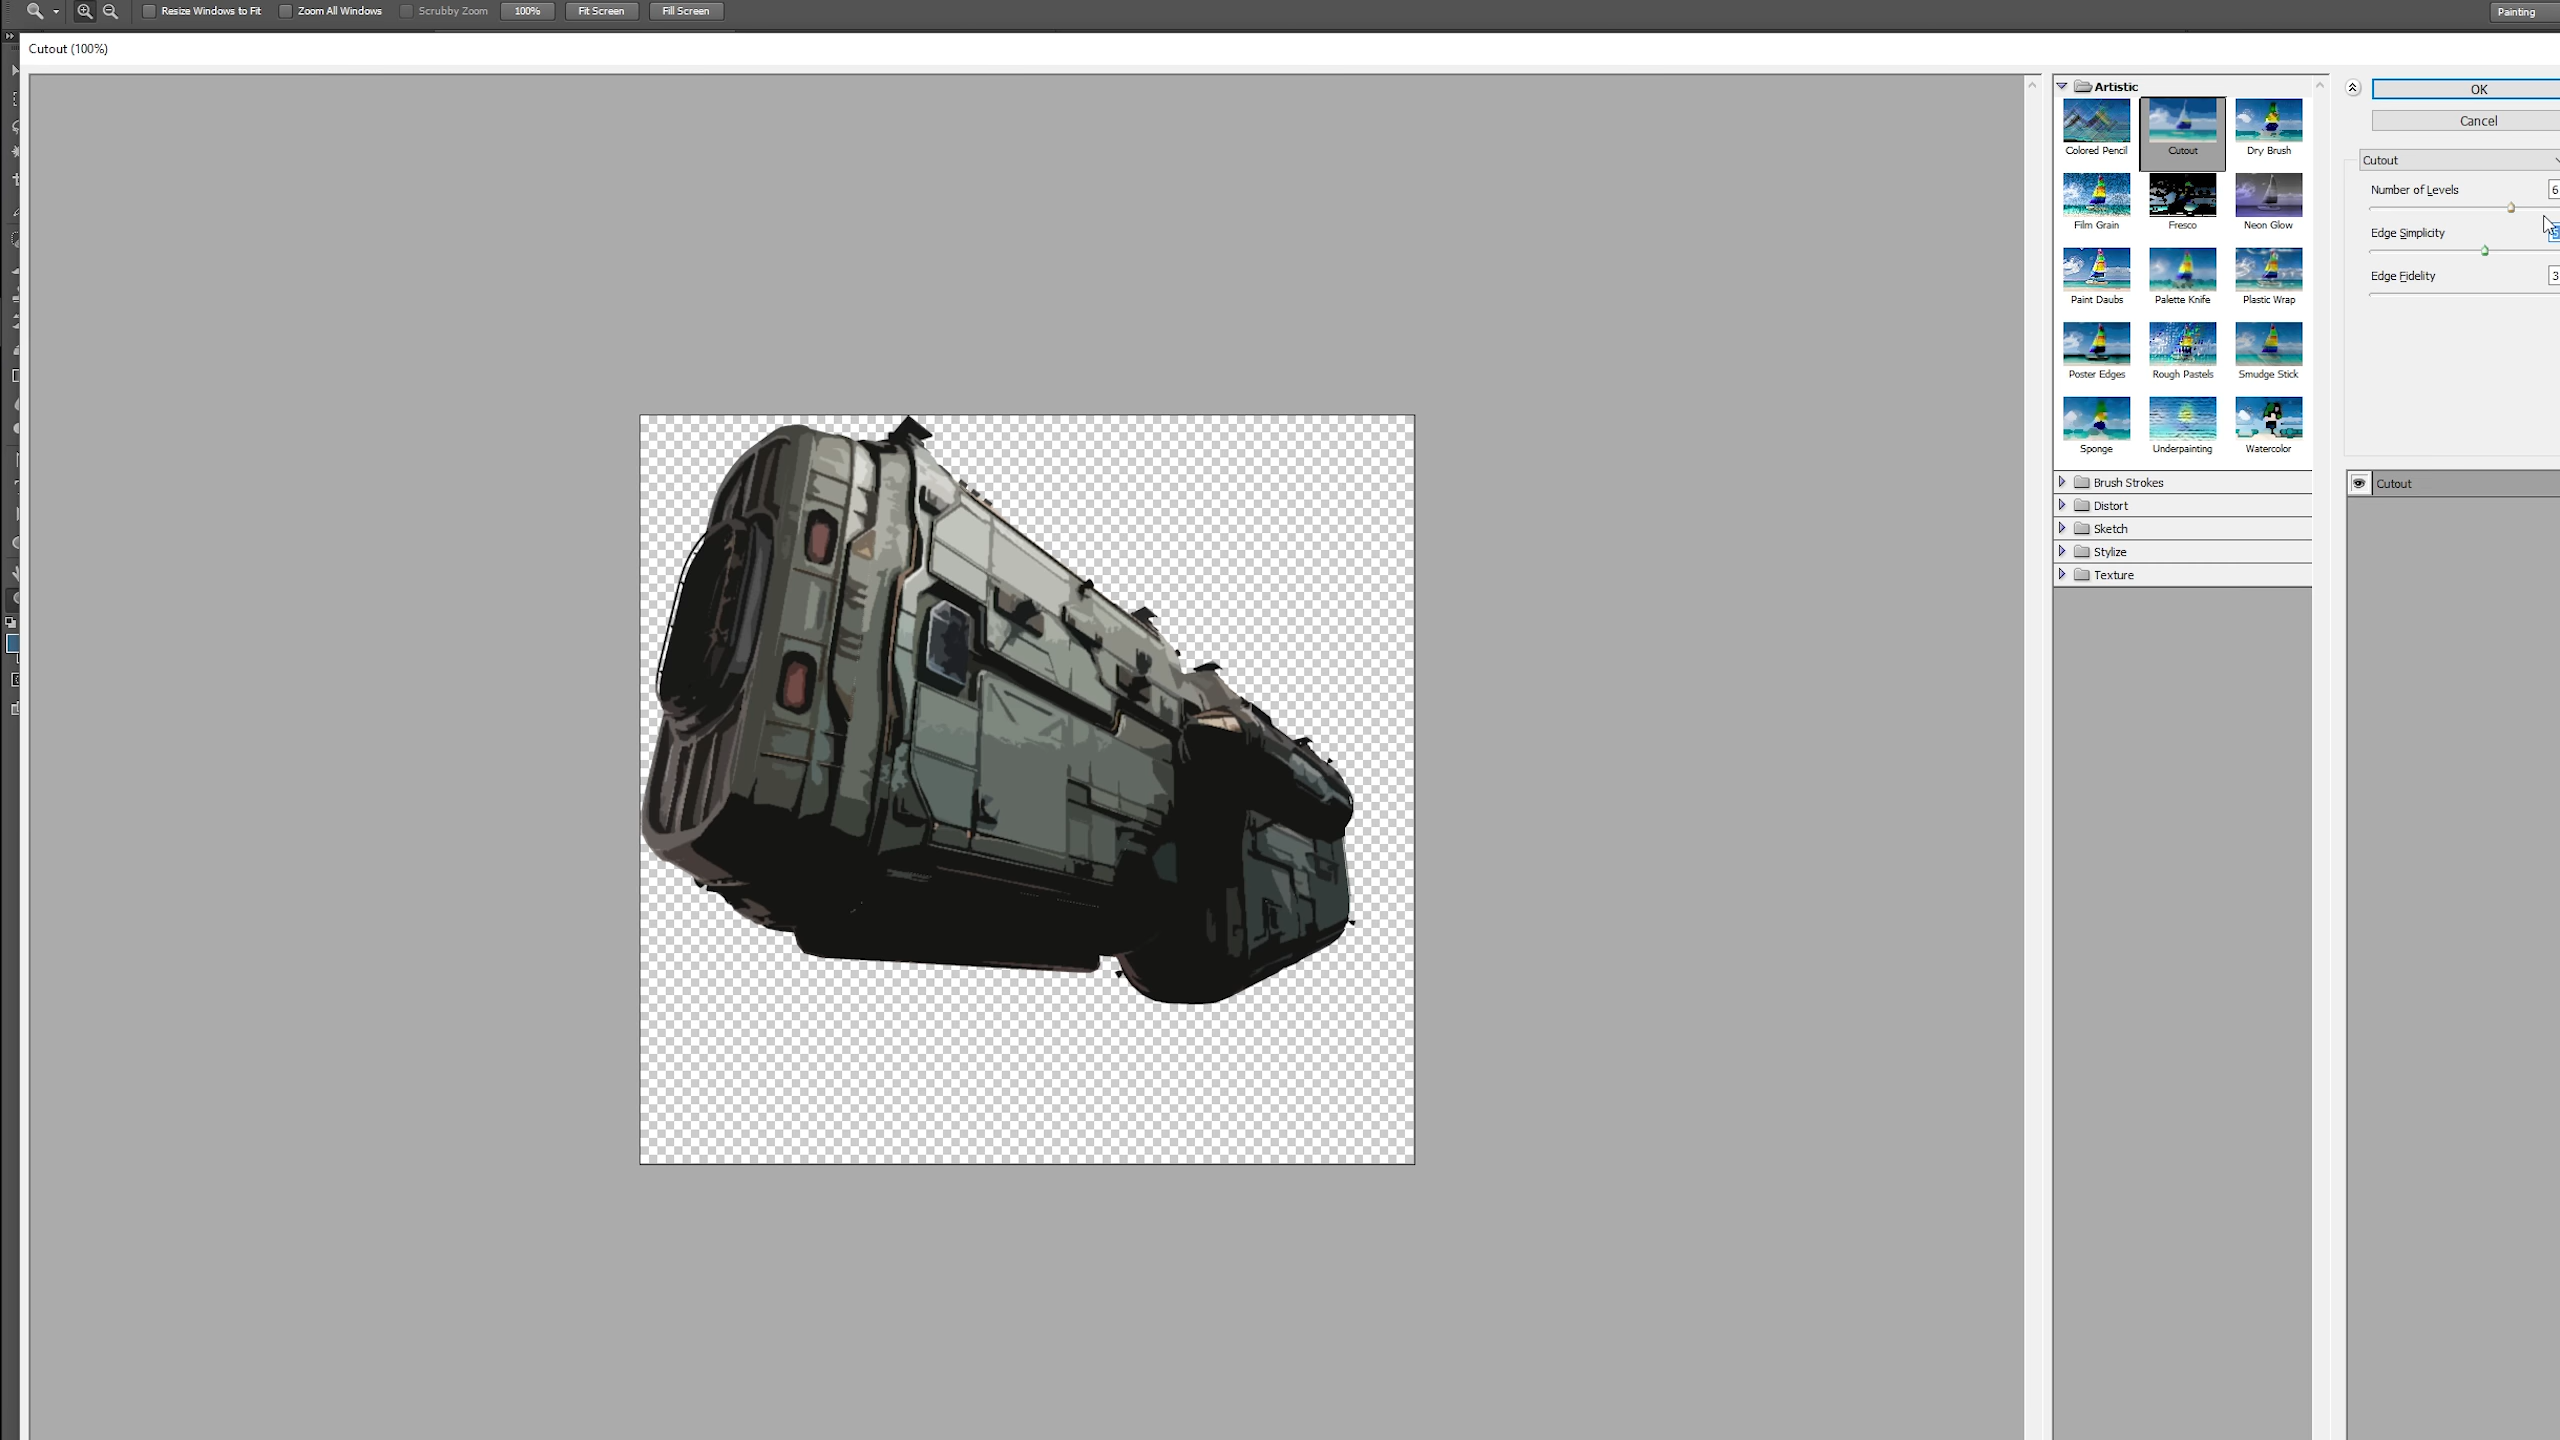 Resize Windows to Fit Zoom All Windows Scrubby Zoom 100% Fit Screen Fill Screen Painting
Cutout (100%)
Artistic
Colored Pencil Cutout Dry Brush
Film Grain Fresco Neon Glow
Paint Daubs Palette Knife Plastic Wrap
Poster Edges Rough Pastels Smudge Stick
Sponge Underpainting Watercolor
Brush Strokes
Distort
Sketch
Stylize
Texture
OK
Cancel
Cutout
Number of Levels 6
Edge Simplicity 5
Edge Fidelity 3
Cutout